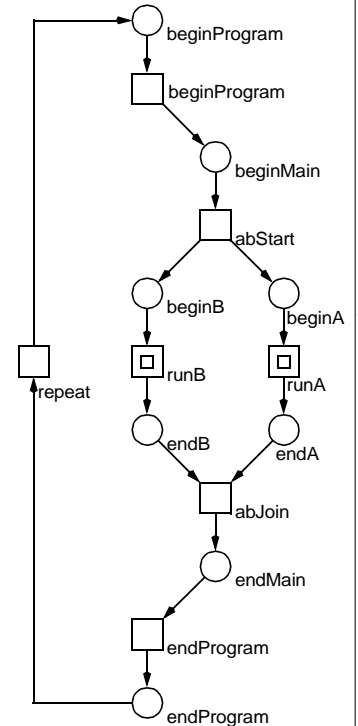 beginProgram
beginProgram
beginMain
abStart
beginB
beginA
runB
runA
repeat
endB
endA
abJoin
endMain
endProgram
endProgram